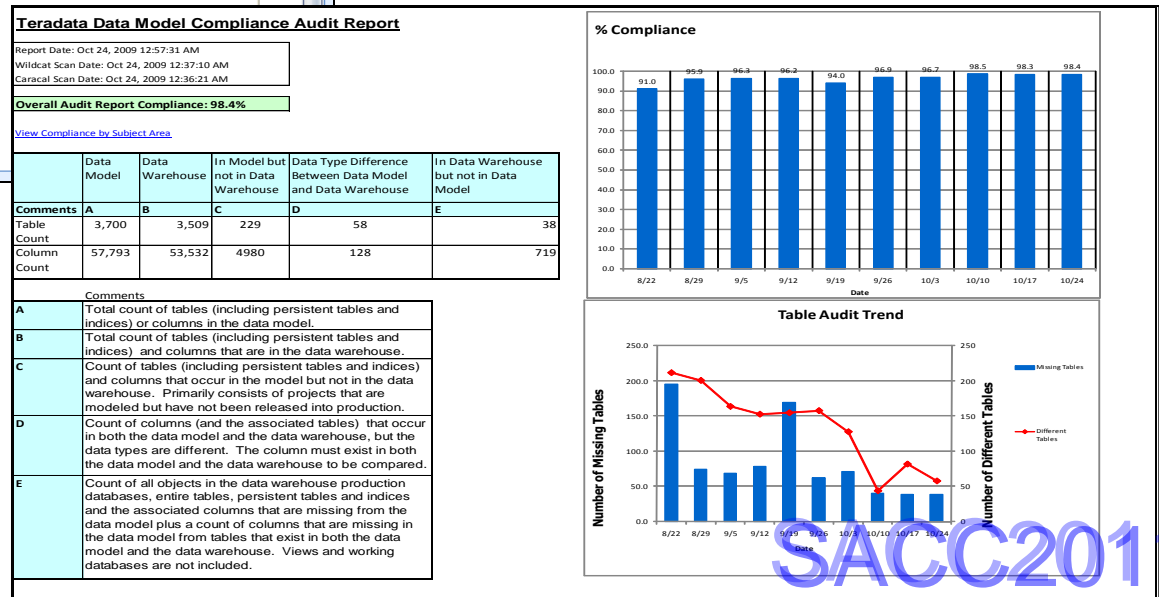 Teradata Data Model Compliance Audit Report
Report Date: Oct 24, 2009 12:57:31 AM
Wildcat Scan Date: Oct 24, 2009 12:37:10 AM
Caracal Scan Date: Oct 24, 2009 12:36:21 AM
Overall Audit Report Compliance: 98.4%
View Compliance by Subject Area
Data Model
Data Warehouse
In Model but not in Data Warehouse
Data Type Difference Between Data Model and Data Warehouse
In Data Warehouse but not in Data Model
Comments A B C D E
Table Count 3,700 3,509 229 58 38
Column Count 57,793 53,532 4980 128 719
Comments
A Total count of tables (including persistent tables and
indices) or columns in the data model.
B Total count of tables (including persistent tables and
indices) and columns that are in the data warehouse.
C Count of tables (including persistent tables and indices)
and columns that occur in the model but not in the data
warehouse. Primarily consists of projects that are
modeled but have not been released into production.
D Count of columns (and the associated tables) that occur
in both the data model and the data warehouse, but the
data types are different. The column must exist in both
the data model and the data warehouse to be compared.
E Count of all objects in the data warehouse production
databases, entire tables, persistent tables and indices
and the associated columns that are missing from the
data model plus a count of columns that are missing in
the data model from tables that exist in both the data
model and the data warehouse. Views and working
databases are not included.
% Compliance
100.0
90.0
80.0
70.0
60.0
50.0
40.0
30.0
20.0
10.0
0.0
91.0 95.9 96.3 96.2 94.0 96.9 96.7 98.5 98.3 98.4
8/22 8/29 9/5 9/12 9/19 9/26 10/3 10/10 10/17 10/24
Date
Table Audit Trend
Number of Missing Tables
250.0
200.0
150.0
100.0
50.0
0.0
250
200
150
100
50
0
Number of Different Tables
8/22 8/29 9/5 9/12 9/19 9/26 10/3 10/10 10/17 10/24
Date
Missing Tables
Different
Tables
SACC201